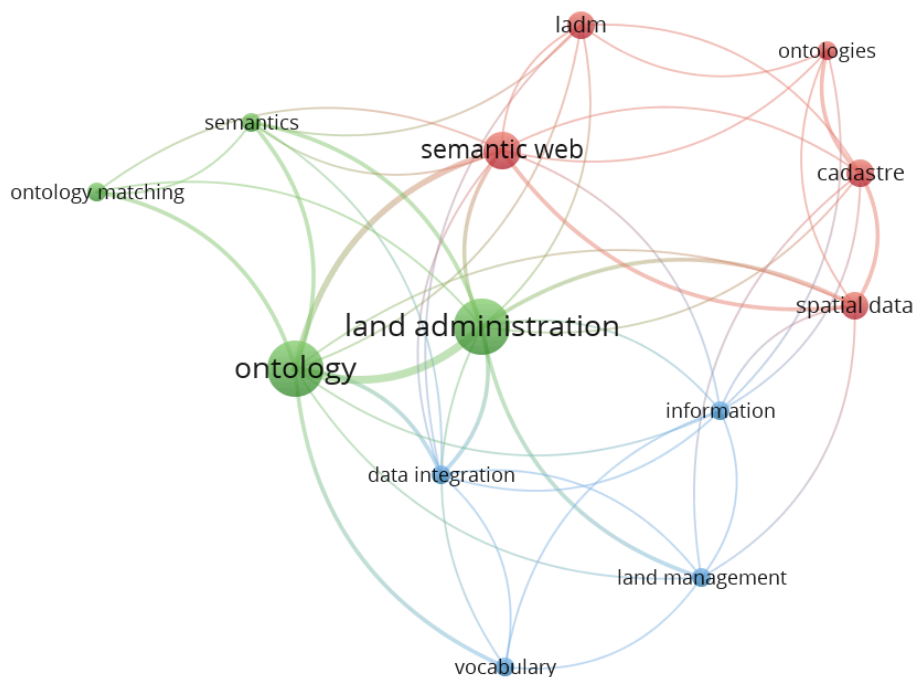 ladm
ontologies
semantics
semantic web
cadastre
ontology matching
spatial data
land administration
ontology
information
data integration
land management
vocabulary